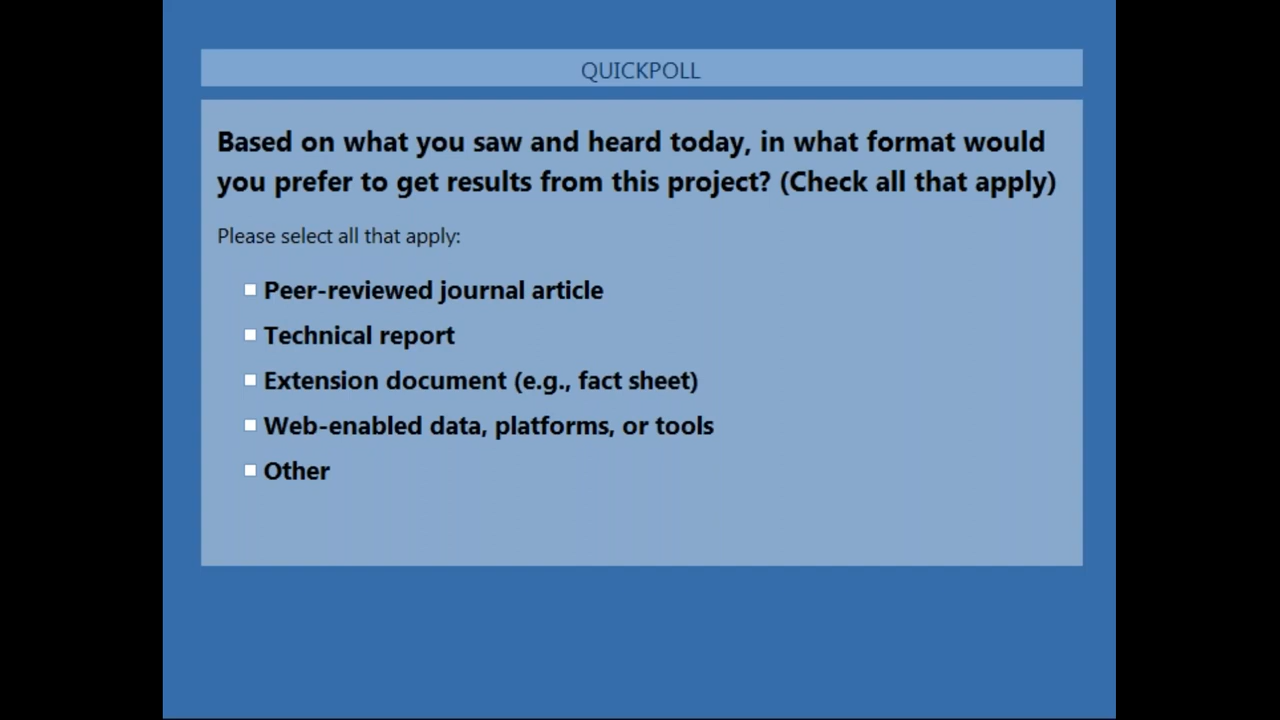 QUICKPOLL
Based on what you saw and heard today, in what format would
you prefer to get results from this project? (Check all that apply)
Please select all that apply:
Peer-reviewed journal article
Technical report
Extension document (e.g., fact sheet)
Web-enabled data, platforms, or tools
Other